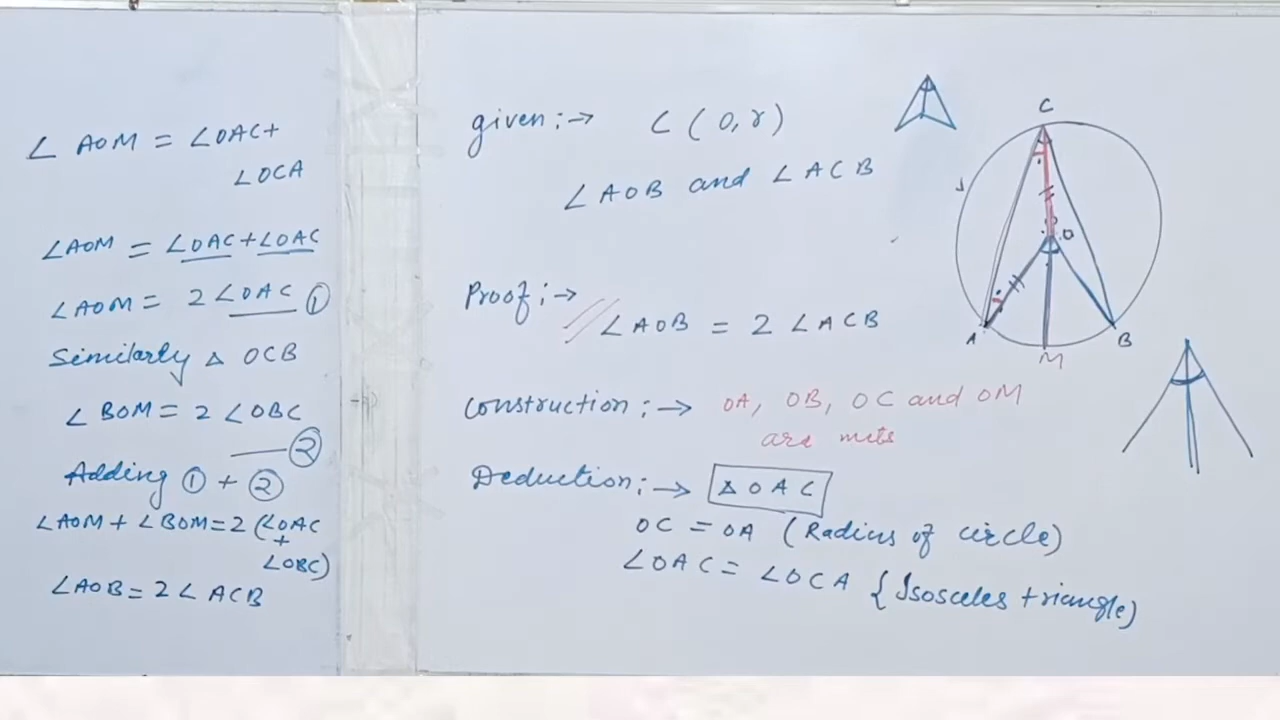 ∠ AOM = ∠OAC +
∠OCA
∠AOM = ∠OAC + ∠OAC
∠AOM = 2 ∠OAC ①
Similarly △ OCB
∠ BOM = 2 ∠OBC
②
Adding ① + ②
∠AOM + ∠BOM = 2 (∠OAC
+
∠OBC)
∠AOB = 2 ∠ ACB
given :→ C ( O, r )
∠AOB and ∠ACB
Proof :→
∠AOB = 2 ∠ACB
Construction :→ OA, OB, OC and OM
are
Deduction :→ △ OAC
OC = OA (Radius of circle)
∠OAC = ∠OCA { Isosceles triangle)
C
O
A
B
M